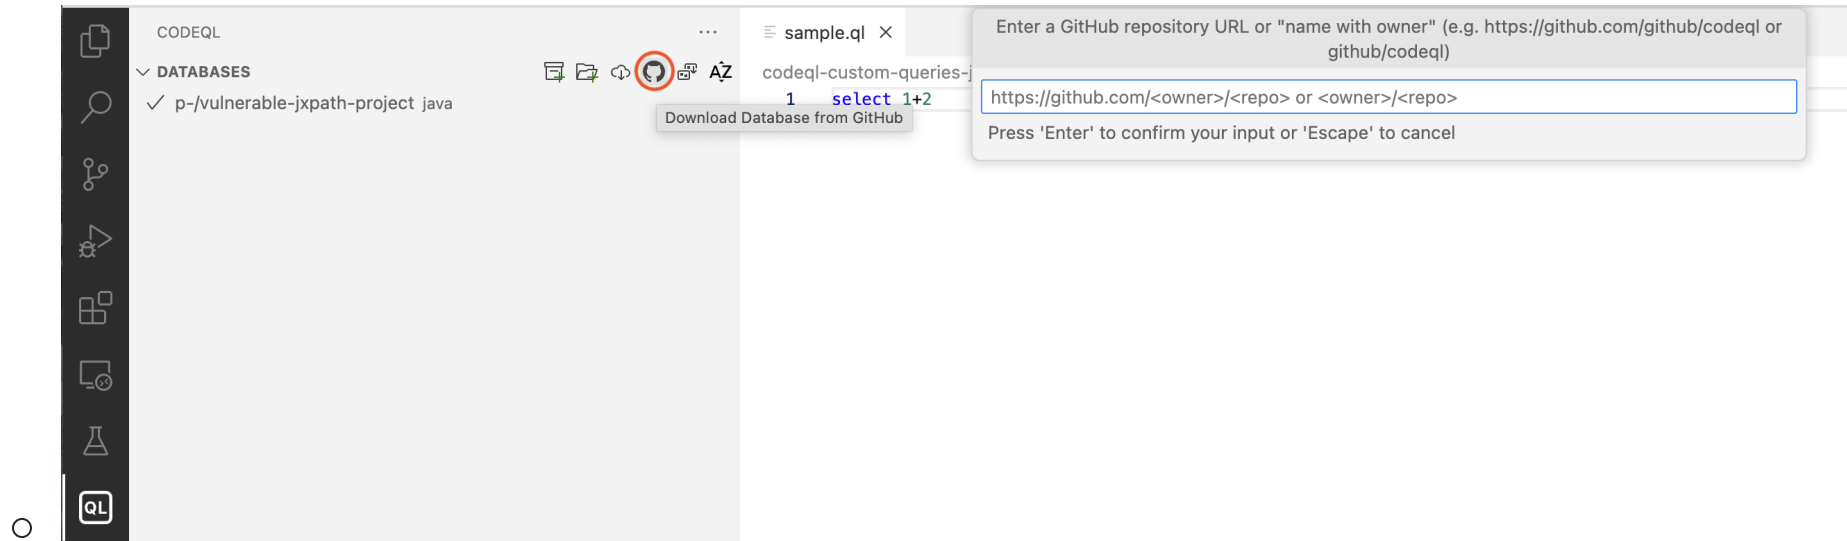 CODEQL
DATABASES
AZ
p-/vulnerable-jxpath-project java
Download Database from GitHub
QL
sample.ql
codeql-custom-queries-j
1 select 1+2
Enter a GitHub repository URL or "name with owner" (e.g. https://github.com/github/codeql or
github/codeql)
https://github.com/<owner>/<repo> or <owner>/<repo>
Press 'Enter' to confirm your input or 'Escape' to cancel